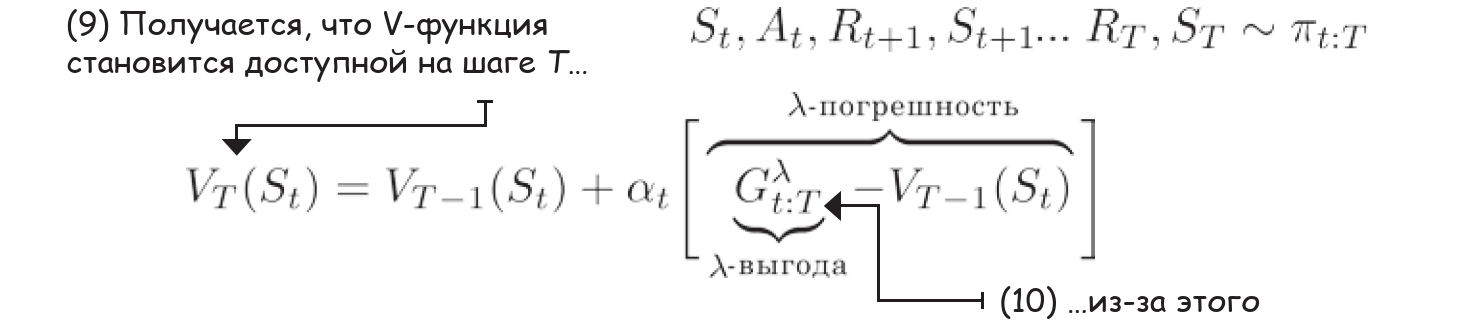 (9) Получается, что V-функция
становится доступной на шаге T...
S_t, A_t, R_{t+1}, S_{t+1}... R_T, S_T ∼ π_{t:T}
λ-погрешность
V_T(S_t) = V_{T−1}(S_t) + α_t [ G^λ_{t:T} − V_{T−1}(S_t) ]
λ-выгода
(10) ...из-за этого